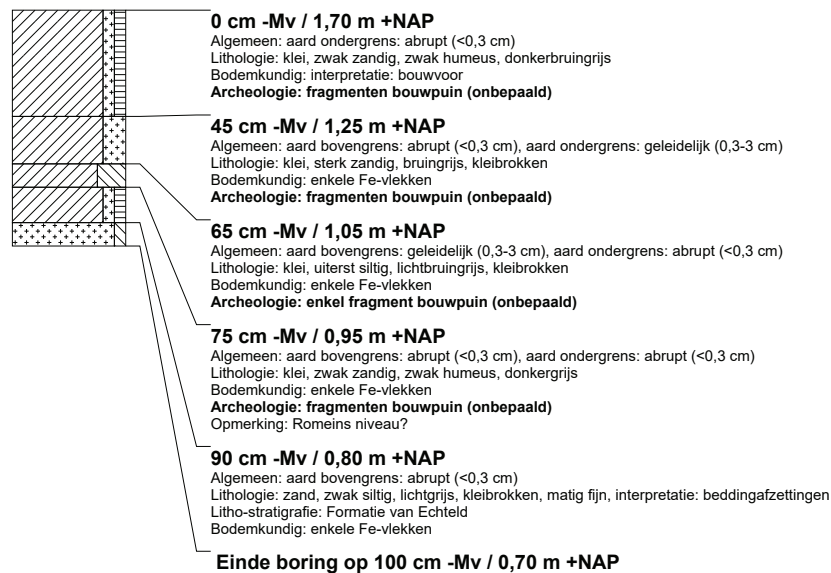 0 cm -Mv / 1,70 m +NAP
Algemeen: aard ondergrens: abrupt (<0,3 cm)
Lithologie: klei, zwak zandig, zwak humeus, donkerbruingrijs
Bodemkundig: interpretatie: bouwvoor
Archeologie: fragmenten bouwpuin (onbepaald)
45 cm -Mv / 1,25 m +NAP
Algemeen: aard bovengrens: abrupt (<0,3 cm), aard ondergrens: geleidelijk (0,3-3 cm)
Lithologie: klei, sterk zandig, bruingrijs, kleibrokken
Bodemkundig: enkele Fe-vlekken
Archeologie: fragmenten bouwpuin (onbepaald)
65 cm -Mv / 1,05 m +NAP
Algemeen: aard bovengrens: geleidelijk (0,3-3 cm), aard ondergrens: abrupt (<0,3 cm)
Lithologie: klei, uiterst siltig, lichtbruingrijs, kleibrokken
Bodemkundig: enkele Fe-vlekken
Archeologie: enkel fragment bouwpuin (onbepaald)
75 cm -Mv / 0,95 m +NAP
Algemeen: aard bovengrens: abrupt (<0,3 cm), aard ondergrens: abrupt (<0,3 cm)
Lithologie: klei, zwak zandig, zwak humeus, donkergrijs
Bodemkundig: enkele Fe-vlekken
Archeologie: fragmenten bouwpuin (onbepaald)
Opmerking: Romeins niveau?
90 cm -Mv / 0,80 m +NAP
Algemeen: aard bovengrens: abrupt (<0,3 cm)
Lithologie: zand, zwak siltig, lichtgrijs, kleibrokken, matig fijn, interpretatie: beddingafzettingen
Litho-stratigrafie: Formatie van Echteld
Bodemkundig: enkele Fe-vlekken
Einde boring op 100 cm -Mv / 0,70 m +NAP